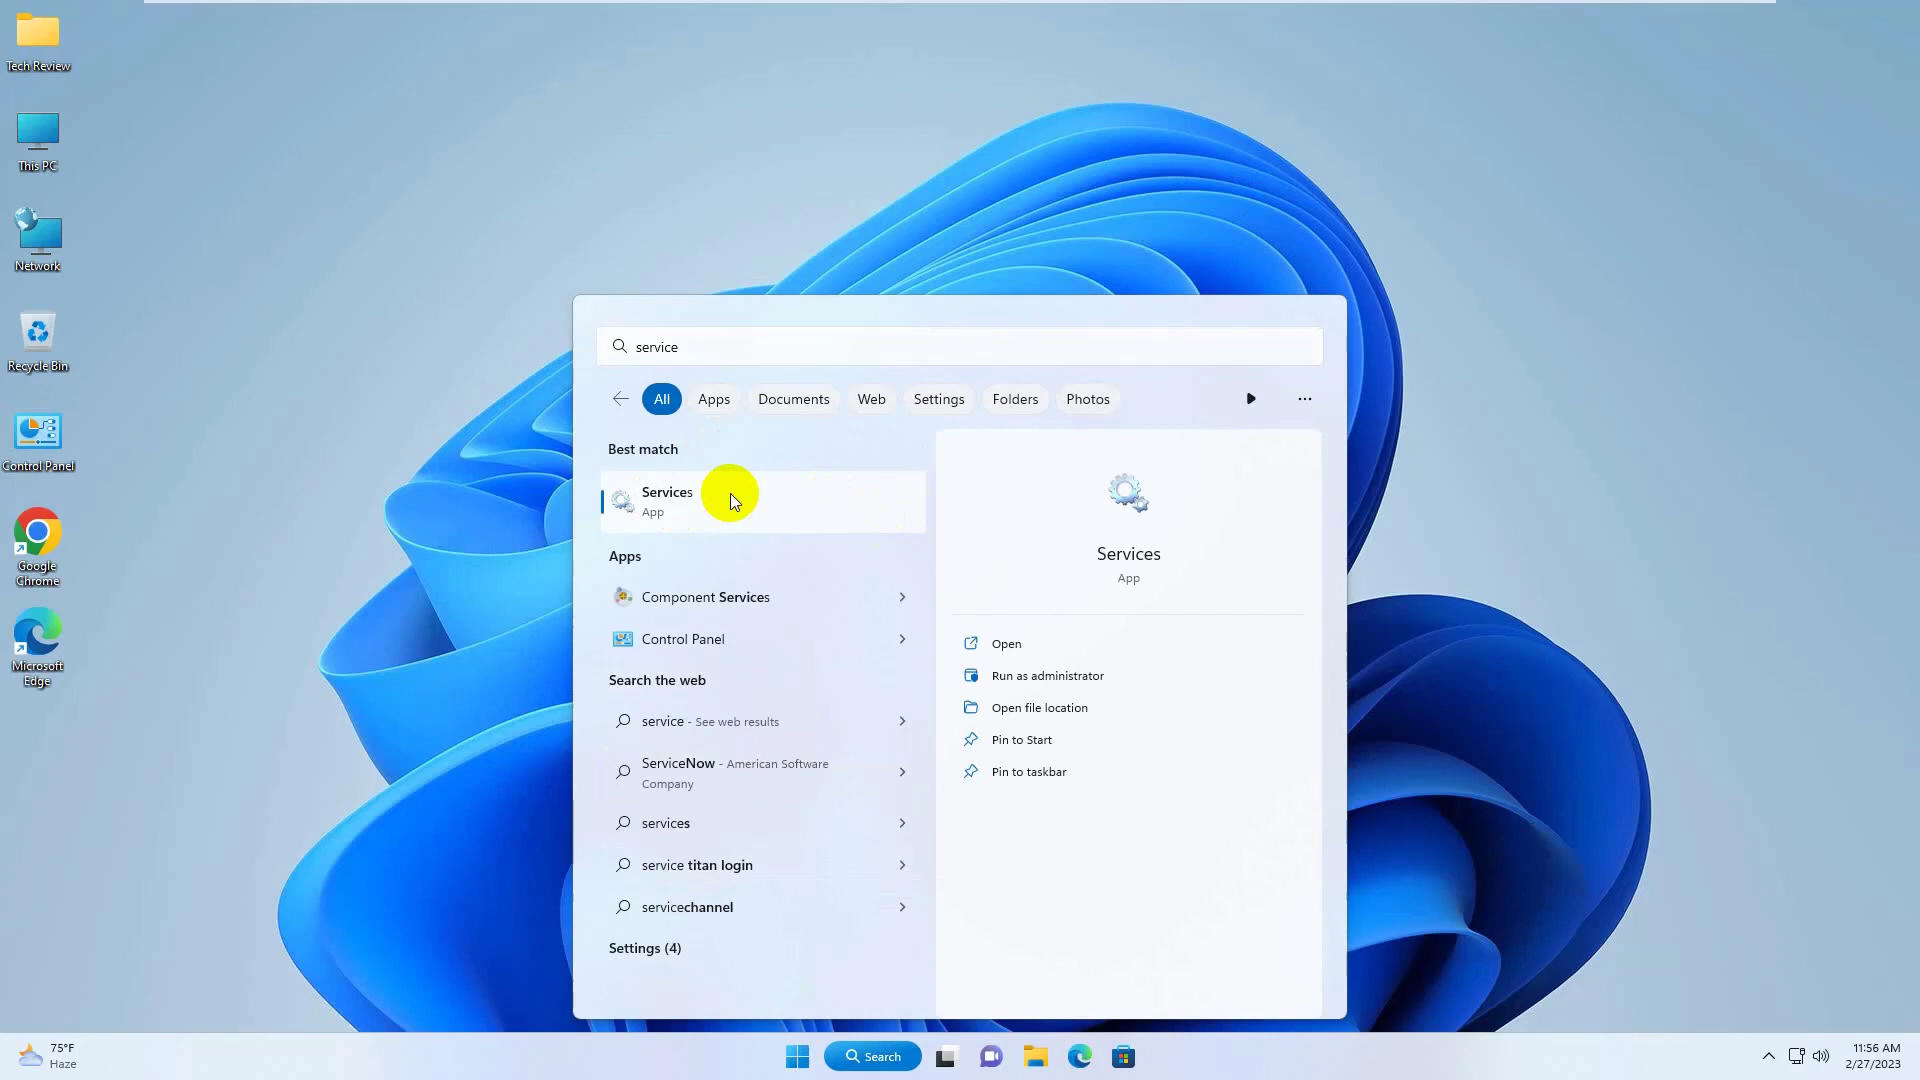 Tech Review
This PC
Network
Recycle Bin
Control Panel
Google
Chrome
Microsoft
Edge
service
All Apps Documents Web Settings Folders Photos
Best match
Services
App
Apps
Component Services
Control Panel
Search the web
service - See web results
ServiceNow - American Software
Company
services
service titan login
servicechannel
Settings (4)
Services
App
Open
Run as administrator
Open file location
Pin to Start
Pin to taskbar
75°F
Haze
Search
11:56 AM
2/27/2023